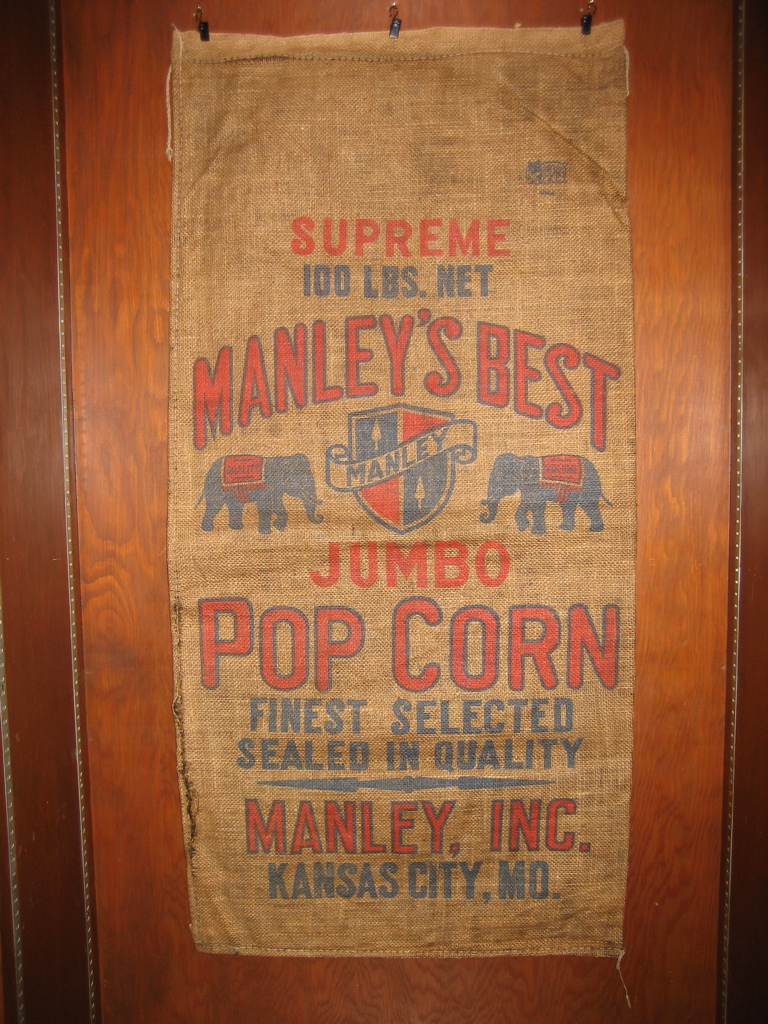 SUPREME
100 LBS. NET
MANLEY'S BEST
MANLEY
JUMBO
POP CORN
FINEST SELECTED
SEALED IN QUALITY
MANLEY, INC.
KANSAS CITY, MO.